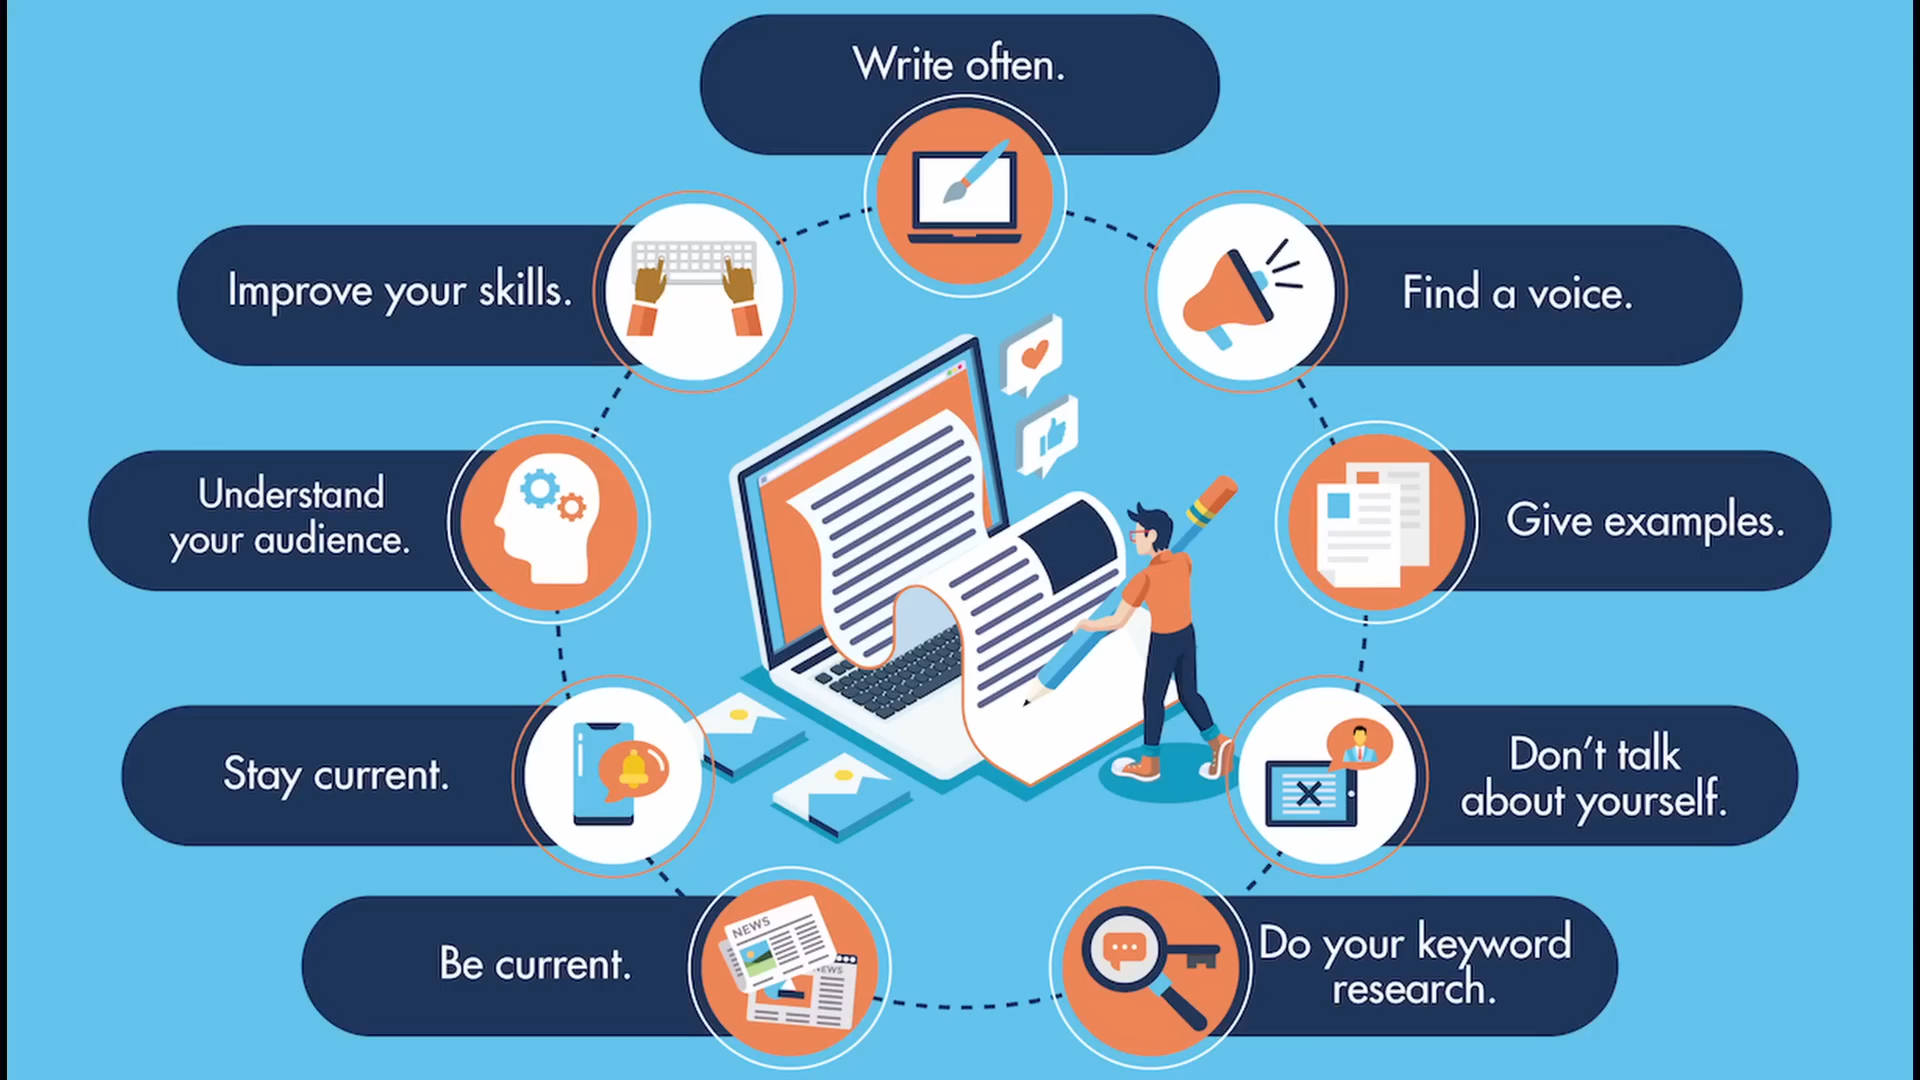 Write often.
Improve your skills.
Find a voice.
Understand
your audience.
Give examples.
Stay current.
Don't talk
about yourself.
Be current.
NEWS
NEWS
Do your keyword
research.